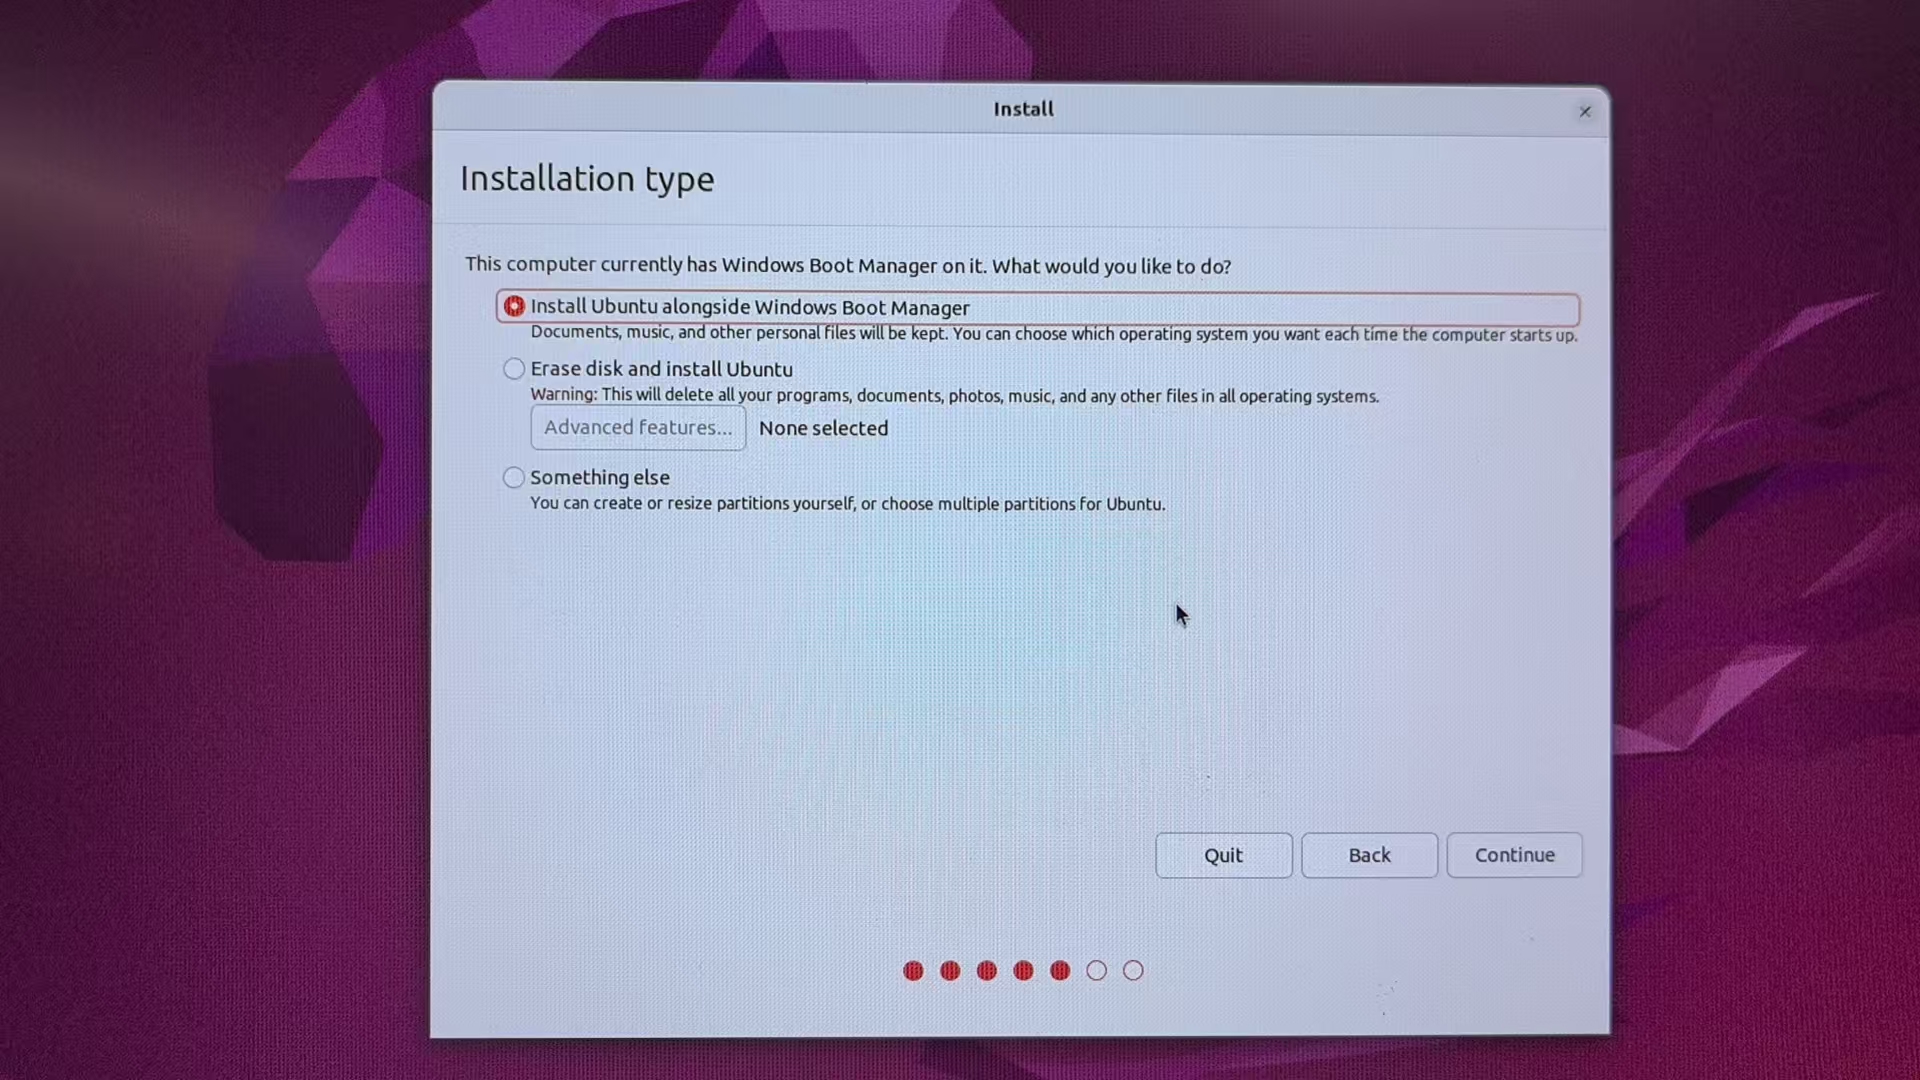 Install
Installation type
This computer currently has Windows Boot Manager on it. What would you like to do?
Install Ubuntu alongside Windows Boot Manager
Documents, music, and other personal files will be kept. You can choose which operating system you want each time the computer starts up.
Erase disk and install Ubuntu
Warning: This will delete all your programs, documents, photos, music, and any other files in all operating systems.
Advanced features... None selected
Something else
You can create or resize partitions yourself, or choose multiple partitions for Ubuntu.
Quit Back Continue